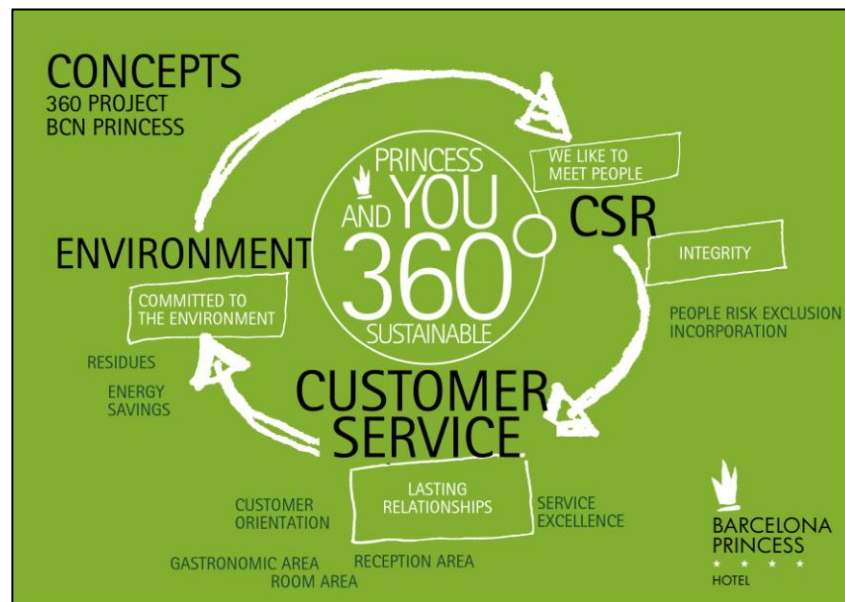 CONCEPTS
360 PROJECT
BCN PRINCESS
PRINCESS
AND YOU
360°
SUSTAINABLE
WE LIKE TO
MEET PEOPLE
CSR
INTEGRITY
PEOPLE RISK EXCLUSION
INCORPORATION
ENVIRONMENT
COMMITTED TO
THE ENVIRONMENT
RESIDUES
ENERGY
SAVINGS
CUSTOMER
SERVICE
LASTING
RELATIONSHIPS
CUSTOMER
ORIENTATION
SERVICE
EXCELLENCE
GASTRONOMIC AREA
RECEPTION AREA
ROOM AREA
BARCELONA
PRINCESS
★ ★ ★ ★
HOTEL